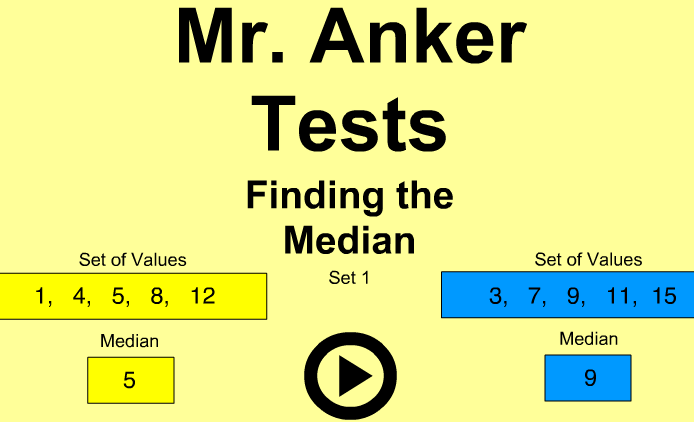 Mr. Anker
Tests
Finding the
Median
Set 1
Set of Values
1, 4, 5, 8, 12
Median
5
Set of Values
3, 7, 9, 11, 15
Median
9